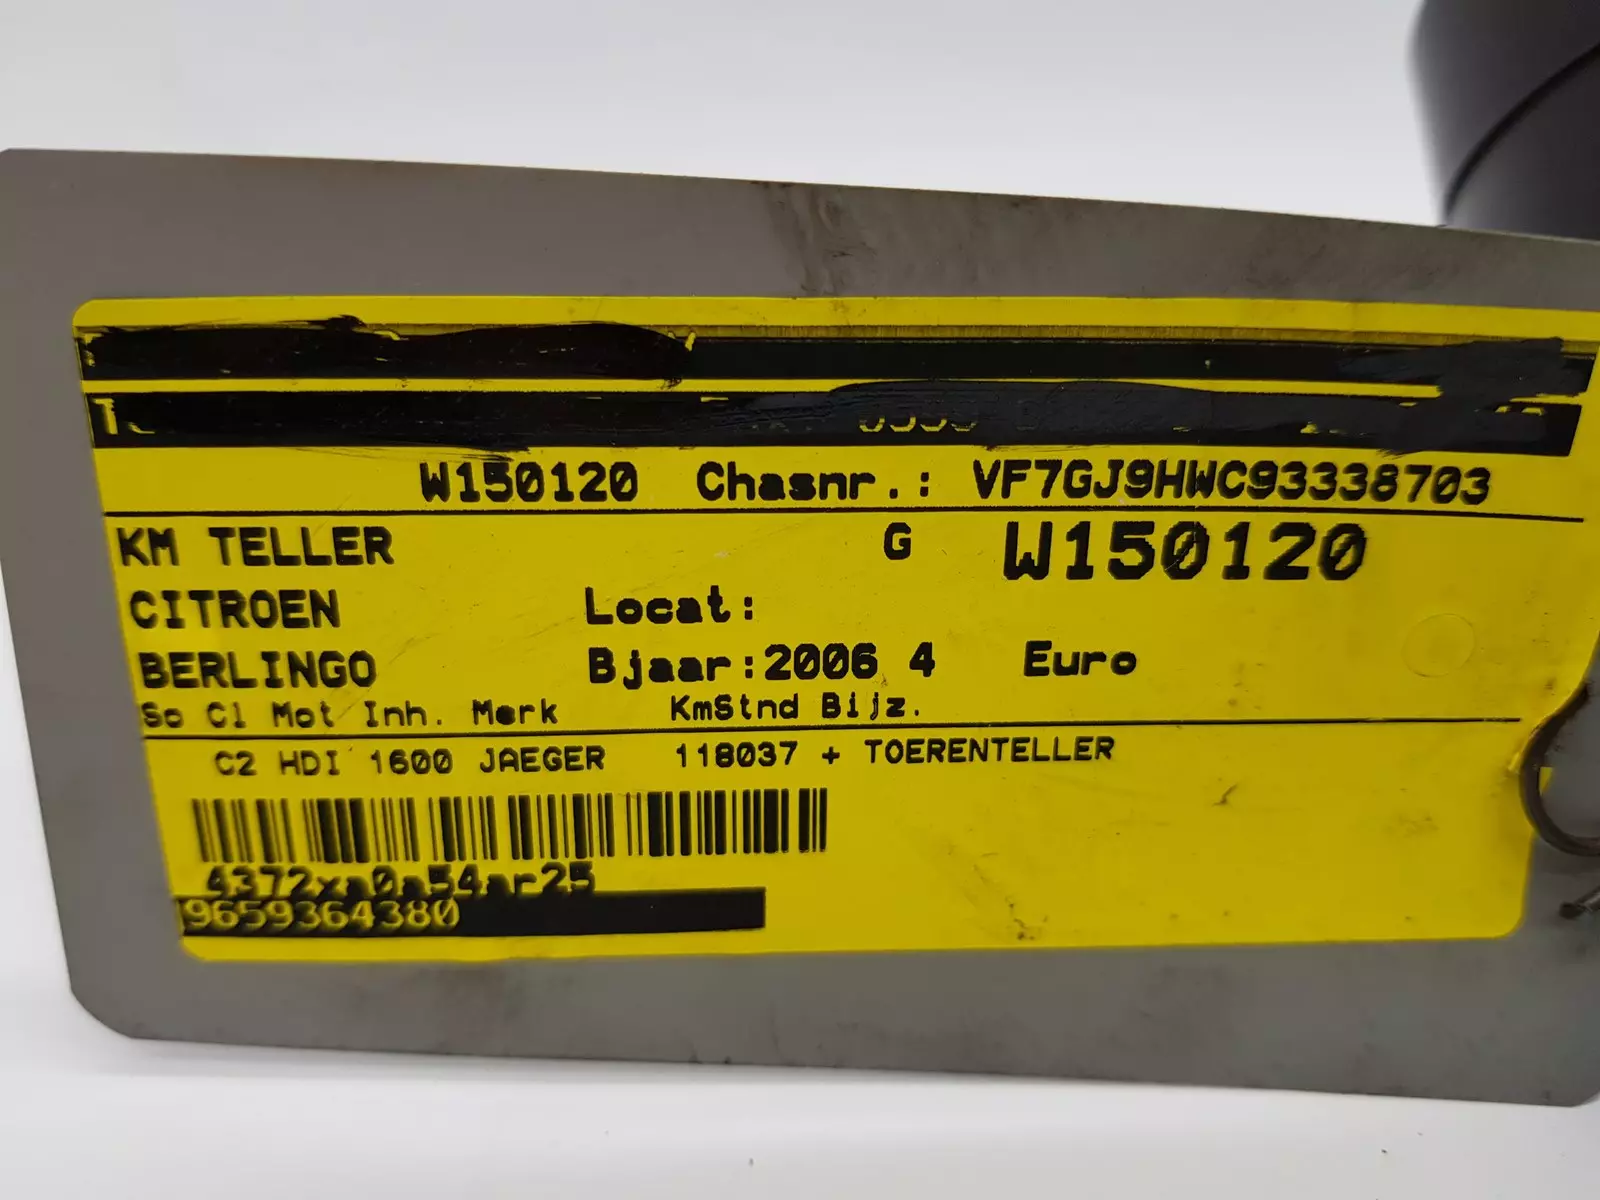 W150120 Chasnr.: VF7GJ9HWC93338703
KM TELLER G W150120
CITROEN Locat:
BERLINGO Bjaar:2006 4 Euro
So Cl Mot Inh. Merk KmStnd Bijz.
C2 HDI 1600 JAEGER 118037 + TOERENTELLER
4372xa0a54ar25
9659364380